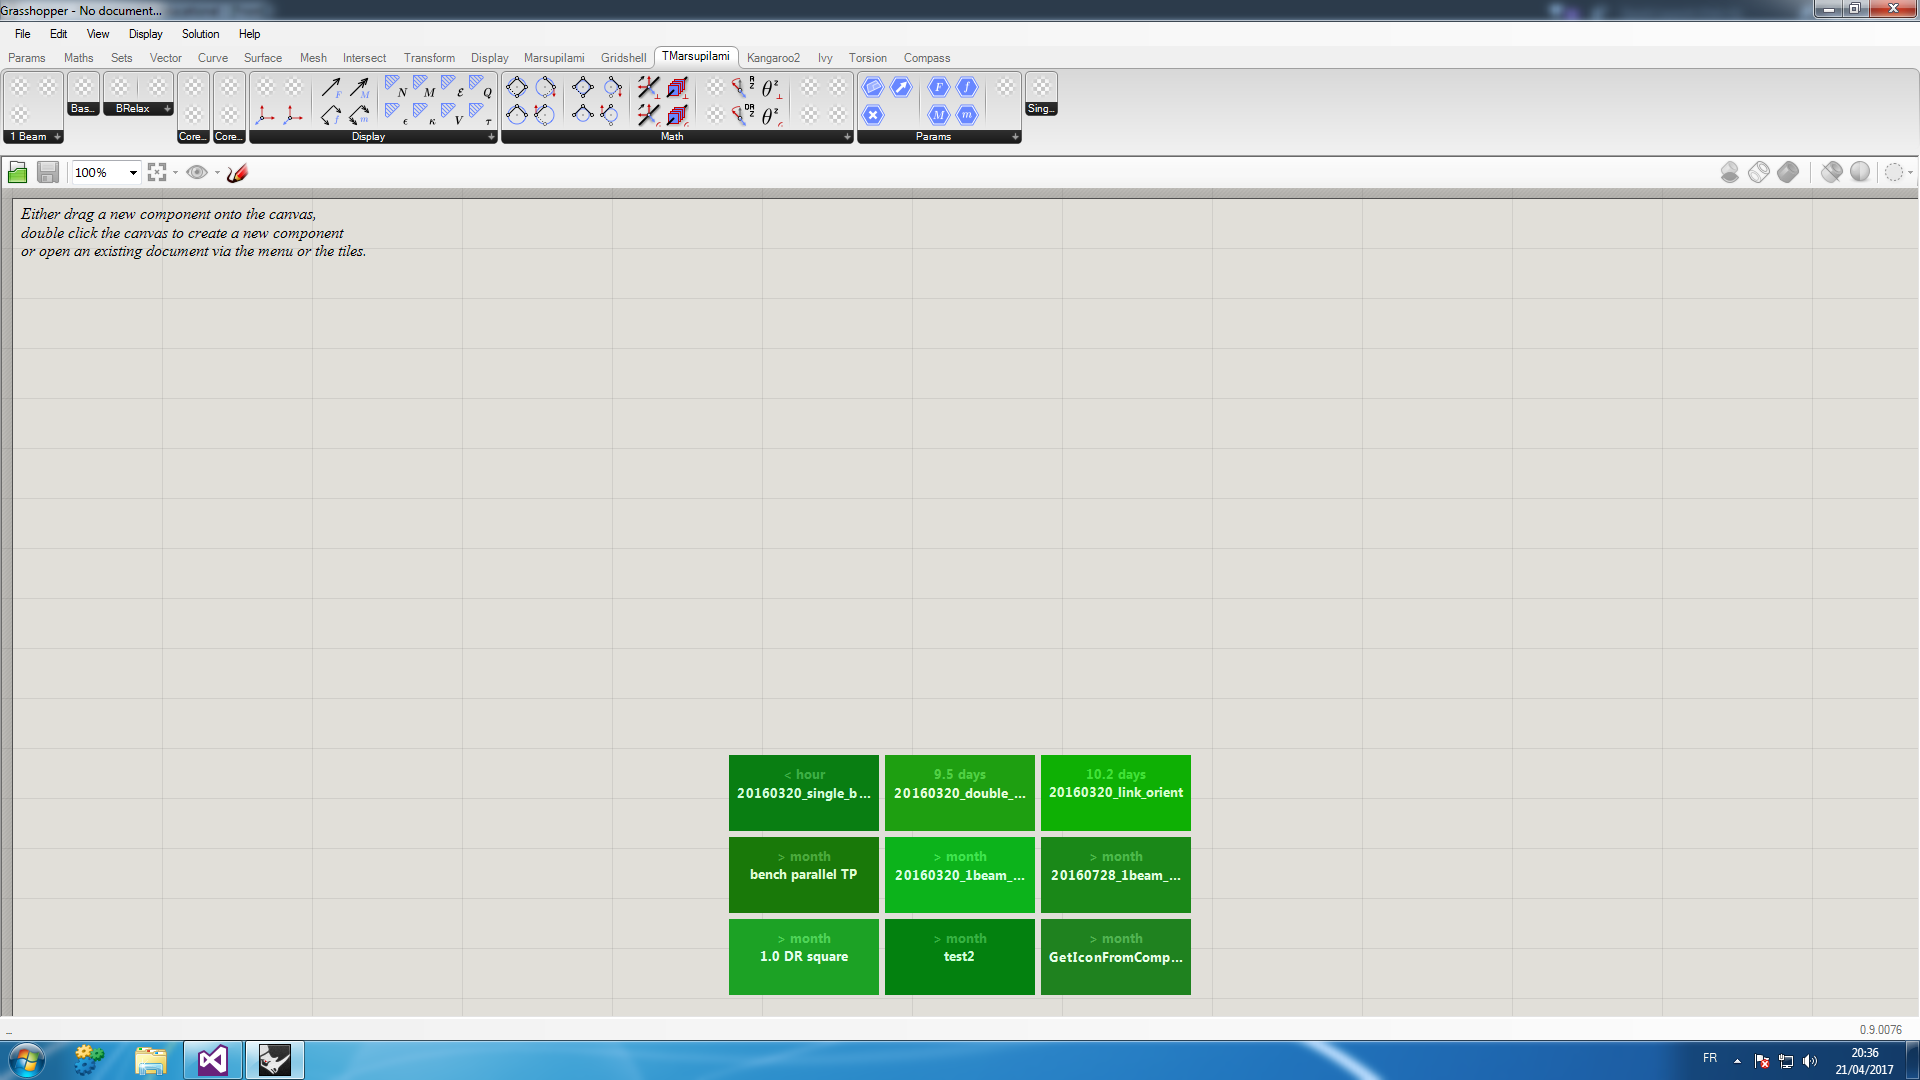 Grasshopper - No document...
File Edit View Display Solution Help
Params Maths Sets Vector Curve Surface Mesh Intersect Transform Display Marsupilami Gridshell TMarsupilami Kangaroo2 Ivy Torsion Compass
F M N M ε Q R Z θ² F f
f m ϵ κ V τ DR Z θ² M m
Bas... BRelax Sing...
1 Beam Core... Core... Display Math Params
100%
Either drag a new component onto the canvas,
double click the canvas to create a new component
or open an existing document via the menu or the tiles.
< hour
20160320_single_b...
9.5 days
20160320_double_...
10.2 days
20160320_link_orient
> month
bench parallel TP
> month
20160320_1beam_...
> month
20160728_1beam_...
> month
1.0 DR square
> month
test2
> month
GetIconFromComp...
...
0.9.0076
FR
20:36
21/04/2017